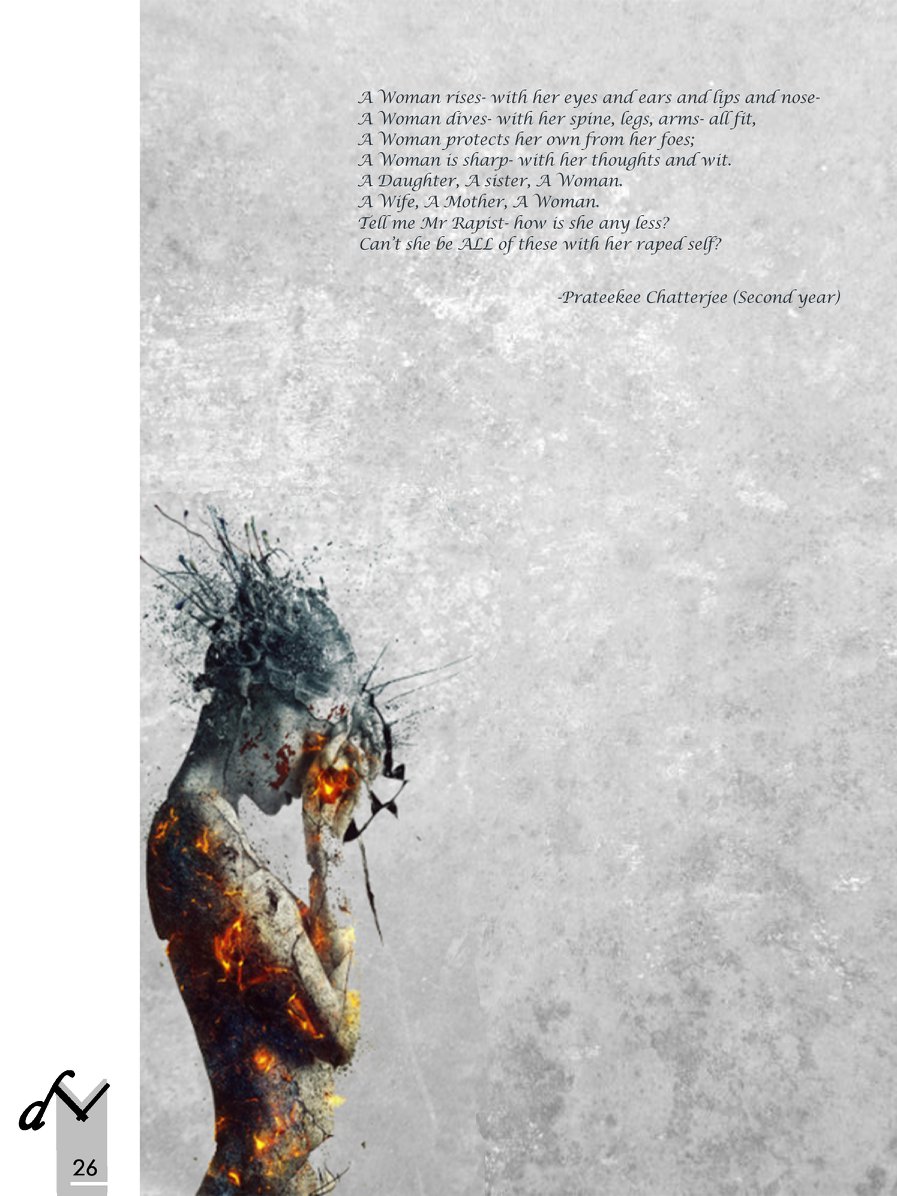 A Woman rises- with her eyes and ears and lips and nose-
A Woman dives- with her spine, legs, arms- all fit,
A Woman protects her own from her foes;
A Woman is sharp- with her thoughts and wit.
A Daughter, A sister, A Woman.
A Wife, A Mother, A Woman.
Tell me Mr Rapist- how is she any less?
Can't she be ALL of these with her raped self?
-Prateekee Chatterjee (Second year)
26